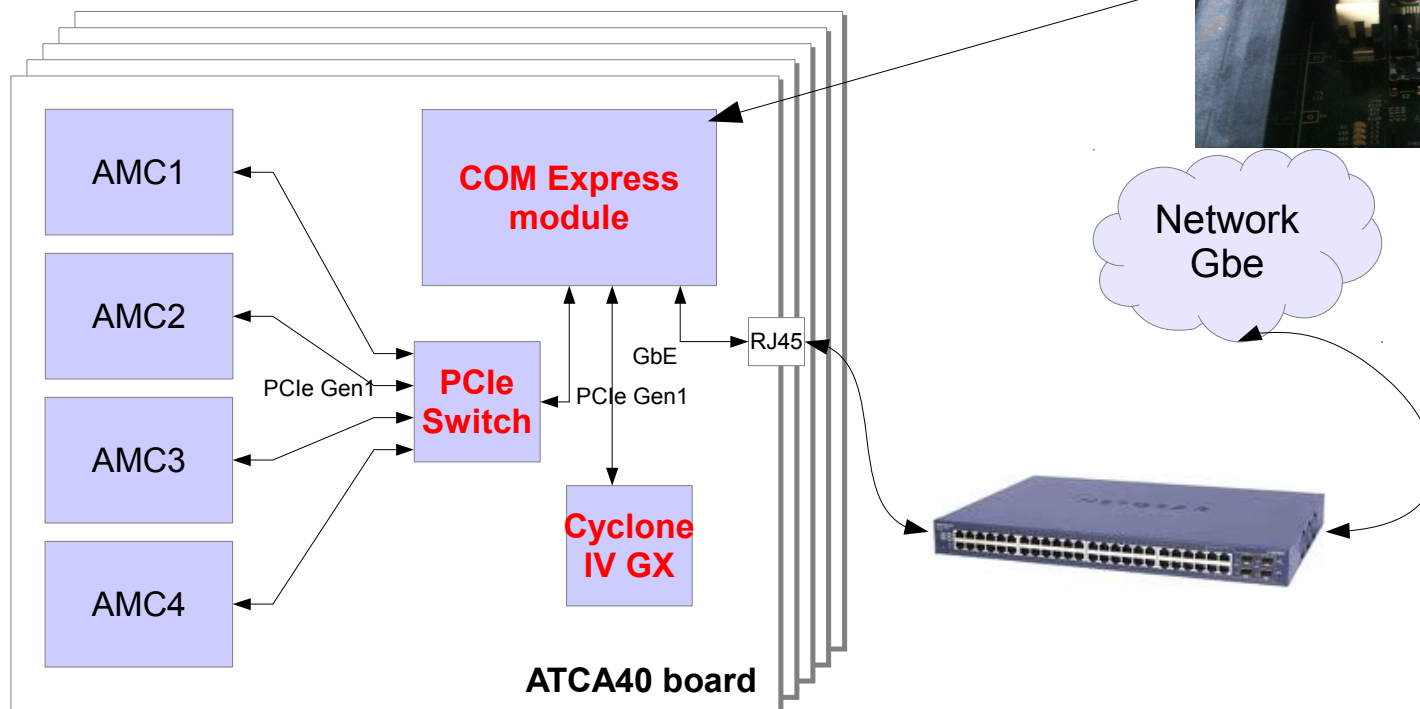 AMC1
AMC2
AMC3
AMC4
COM Express
module
PCIe Gen1
PCIe
Switch
GbE
PCIe Gen1
RJ45
Cyclone
IV GX
ATCA40 board
Network
Gbe
NETGEAR